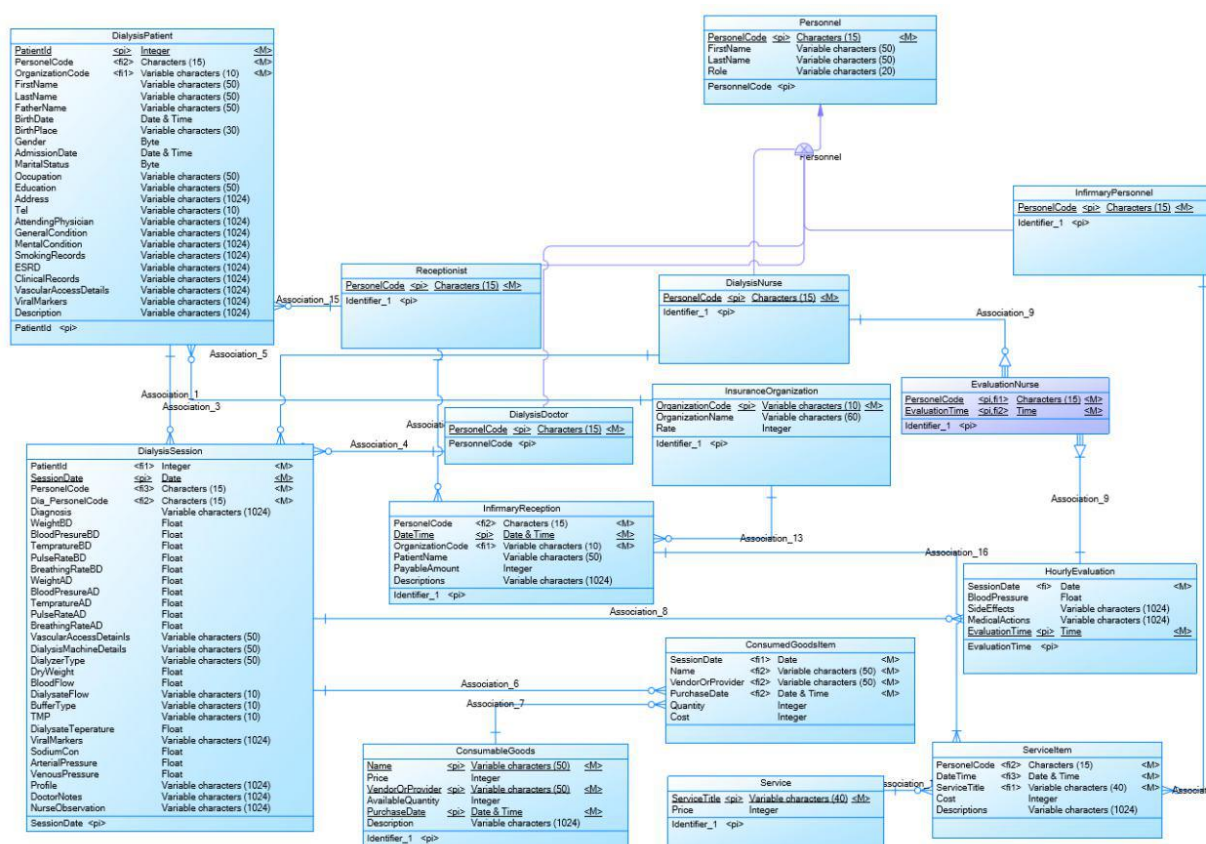 DialysisPatient
PatientId <pi> Integer <M>
PersonelCode <fi2> Characters (15) <M>
OrganizationCode <fi1> Variable characters (10) <M>
FirstName Variable characters (50)
LastName Variable characters (50)
FatherName Variable characters (50)
BirthDate Date & Time
BirthPlace Variable characters (30)
Gender Byte
AdmissionDate Date & Time
MaritalStatus Byte
Occupation Variable characters (50)
Education Variable characters (50)
Address Variable characters (1024)
Tel Variable characters (10)
AttendingPhysician Variable characters (1024)
GeneralCondition Variable characters (1024)
MentalCondition Variable characters (1024)
SmokingRecords Variable characters (1024)
ESRD Variable characters (1024)
ClinicalRecords Variable characters (1024)
VascularAccessDetails Variable characters (1024)
ViralMarkers Variable characters (1024)
Description Variable characters (1024)
PatientId <pi>
Personnel
PersonelCode <pi> Characters (15) <M>
FirstName Variable characters (50)
LastName Variable characters (50)
Role Variable characters (20)
PersonnelCode <pi>
Personnel
InfirmaryPersonnel
PersonelCode <pi> Characters (15) <M>
Identifier_1 <pi>
Receptionist
PersonelCode <pi> Characters (15) <M>
Identifier_1 <pi>
Association_15
DialysisNurse
PersonelCode <pi> Characters (15) <M>
Identifier_1 <pi>
Association_9
Association_5
Association_1
Association_3
EvaluationNurse
PersonelCode <pi,fi1> Characters (15) <M>
EvaluationTime <pi,fi2> Time <M>
Identifier_1 <pi>
InsuranceOrganization
OrganizationCode <pi> Variable characters (10) <M>
OrganizationName Variable characters (60)
Rate Integer
Identifier_1 <pi>
DialysisDoctor
PersonelCode <pi> Characters (15) <M>
PersonnelCode <pi>
Association_4
DialysisSession
PatientId <fi1> Integer <M>
SessionDate <pi> Date <M>
PersonelCode <fi3> Characters (15) <M>
Dia_PersonelCode <fi2> Characters (15) <M>
Diagnosis Variable characters (1024)
WeightBD Float
BloodPresureBD Float
TempratureBD Float
PulseRateBD Float
BreathingRateBD Float
WeightAD Float
BloodPresureAD Float
TempratureAD Float
PulseRateAD Float
BreathingRateAD Float
VascularAccessDetainls Variable characters (50)
DialysisMachineDetails Variable characters (50)
DialyzerType Variable characters (50)
DryWeight Float
BloodFlow Float
DialysateFlow Variable characters (10)
BufferType Variable characters (10)
TMP Variable characters (10)
DialysateTeperature Float
ViralMarkers Variable characters (1024)
SodiumCon Float
ArterialPressure Float
VenousPressure Float
Profile Variable characters (1024)
DoctorNotes Variable characters (1024)
NurseObservation Variable characters (1024)
SessionDate <pi>
InfirmaryReception
PersonelCode <fi2> Characters (15) <M>
DateTime <pi> Date & Time <M>
OrganizationCode <fi1> Variable characters (10) <M>
PatientName Variable characters (50)
PayableAmount Integer
Descriptions Variable characters (1024)
Identifier_1 <pi>
Association_13
Association_16
Association_9
HourlyEvaluation
SessionDate <fi> Date <M>
BloodPressure Float
SideEffects Variable characters (1024)
MedicalActions Variable characters (1024)
EvaluationTime <pi> Time <M>
EvaluationTime <pi>
Association_8
Association_6
Association_7
ConsumedGoodsItem
SessionDate <fi1> Date <M>
Name <fi2> Variable characters (50) <M>
VendorOrProvider <fi2> Variable characters (50) <M>
PurchaseDate <fi2> Date & Time <M>
Quantity Integer
Cost Integer
ConsumableGoods
Name <pi> Variable characters (50) <M>
Price Integer
VendorOrProvider <pi> Variable characters (50) <M>
AvailableQuantity Integer
PurchaseDate <pi> Date & Time <M>
Description Variable characters (1024)
Identifier_1 <pi>
Service
ServiceTitle <pi> Variable characters (40) <M>
Price Integer
Identifier_1 <pi>
ServiceItem
PersonelCode <fi2> Characters (15) <M>
DateTime <fi3> Date & Time <M>
ServiceTitle <fi1> Variable characters (40) <M>
Cost Integer
Descriptions Variable characters (1024)